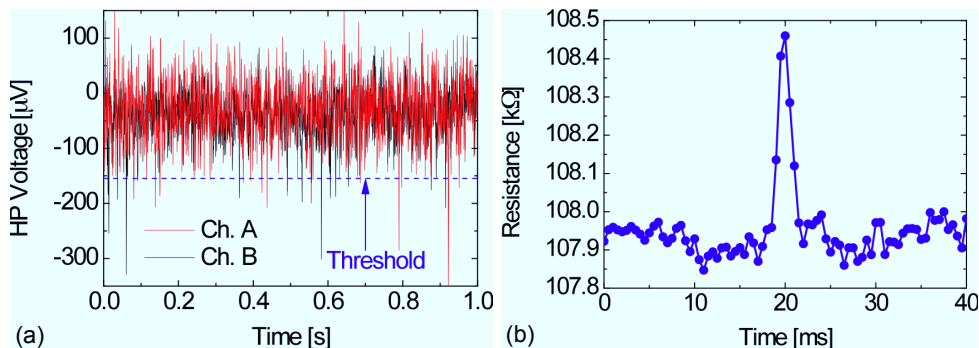 HP Voltage [μV]
100
0
-100
-200
-300
Ch. A
Ch. B
Threshold
0.0 0.2 0.4 0.6 0.8 1.0
Time [s]
(a)
Resistance [kΩ]
108.5
108.4
108.3
108.2
108.1
108.0
107.9
107.8
0 10 20 30 40
Time [ms]
(b)